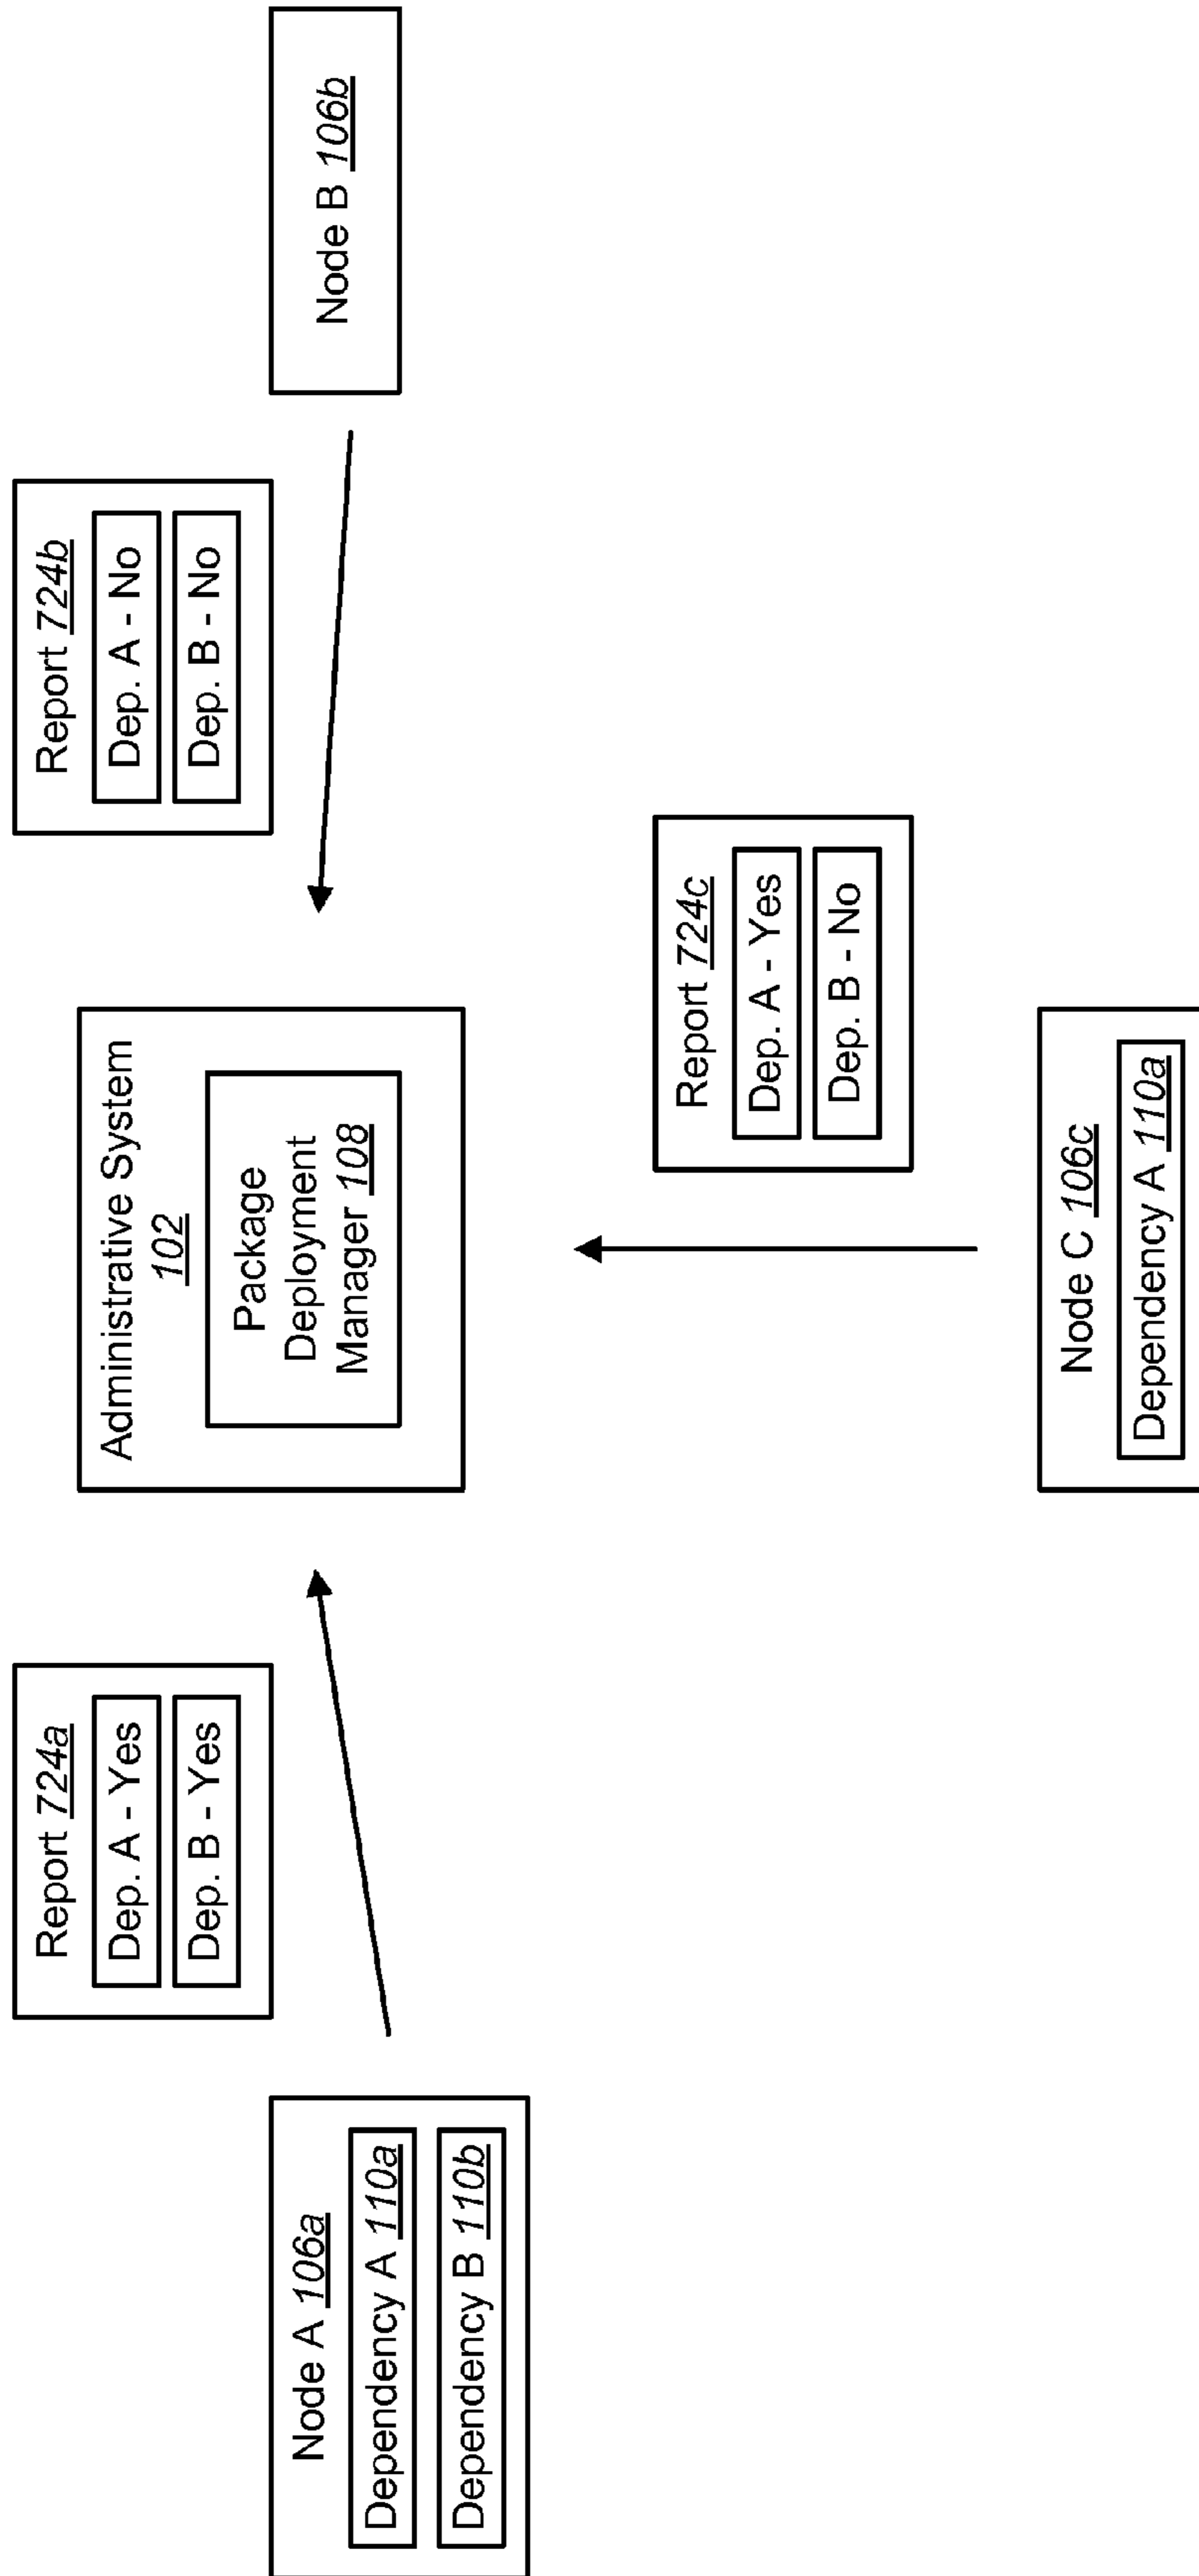 Report 724a
Dep. A - Yes
Dep. B - Yes
Administrative System
102
Package
Deployment
Manager 108
Report 724b
Dep. A - No
Dep. B - No
Node A 106a
Dependency A 110a
Dependency B 110b
Node B 106b
Report 724c
Dep. A - Yes
Dep. B - No
Node C 106c
Dependency A 110a